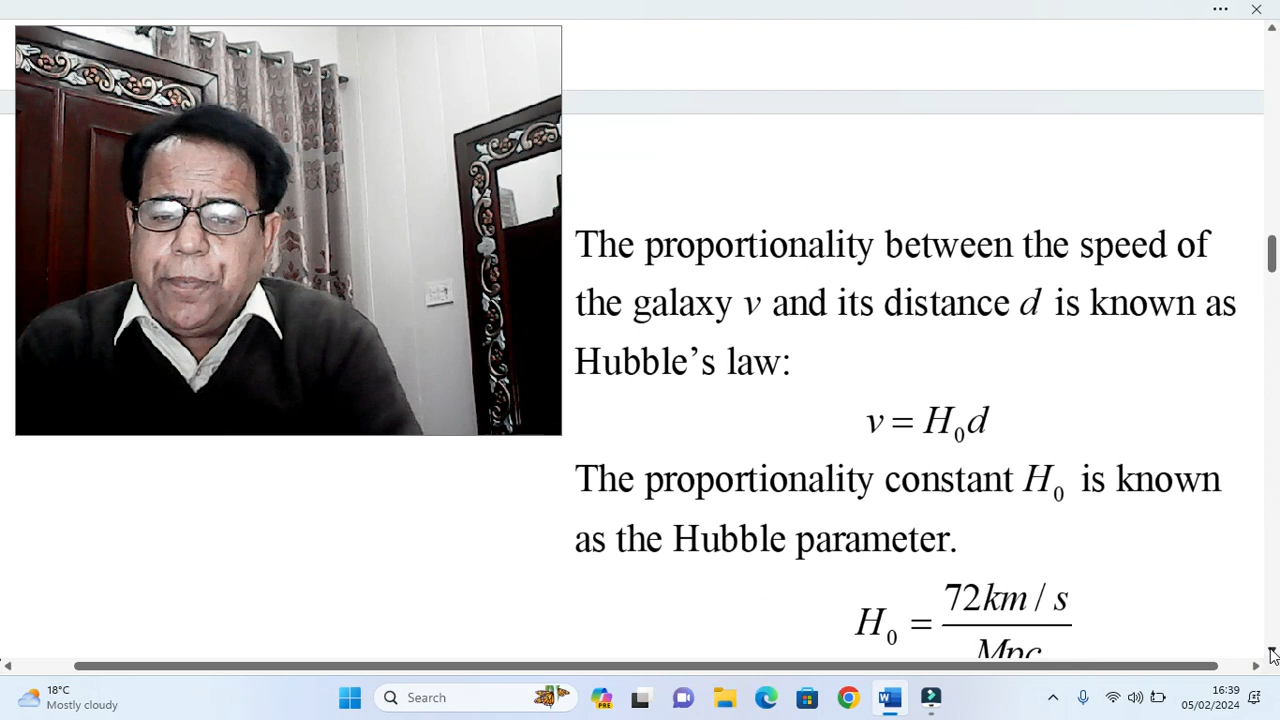 The proportionality between the speed of
the galaxy v and its distance d is known as
Hubble’s law:
v = H₀d
The proportionality constant H₀ is known
as the Hubble parameter.
H₀ = 72km / s
Mpc
18°C
Mostly cloudy
Search
PRE
W
16:39
05/02/2024